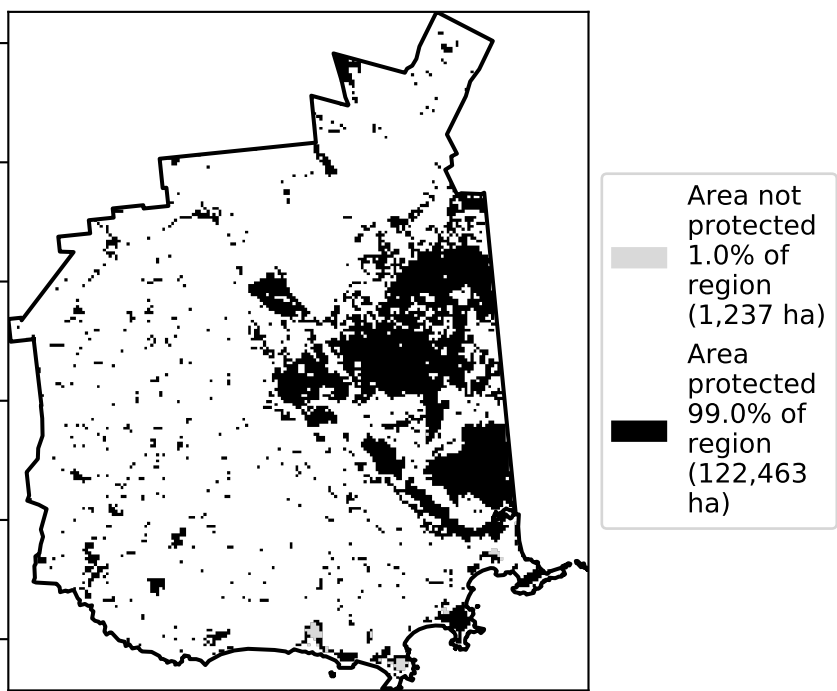 Area not
protected
1.0% of
region
(1,237 ha)
Area
protected
99.0% of
region
(122,463
ha)